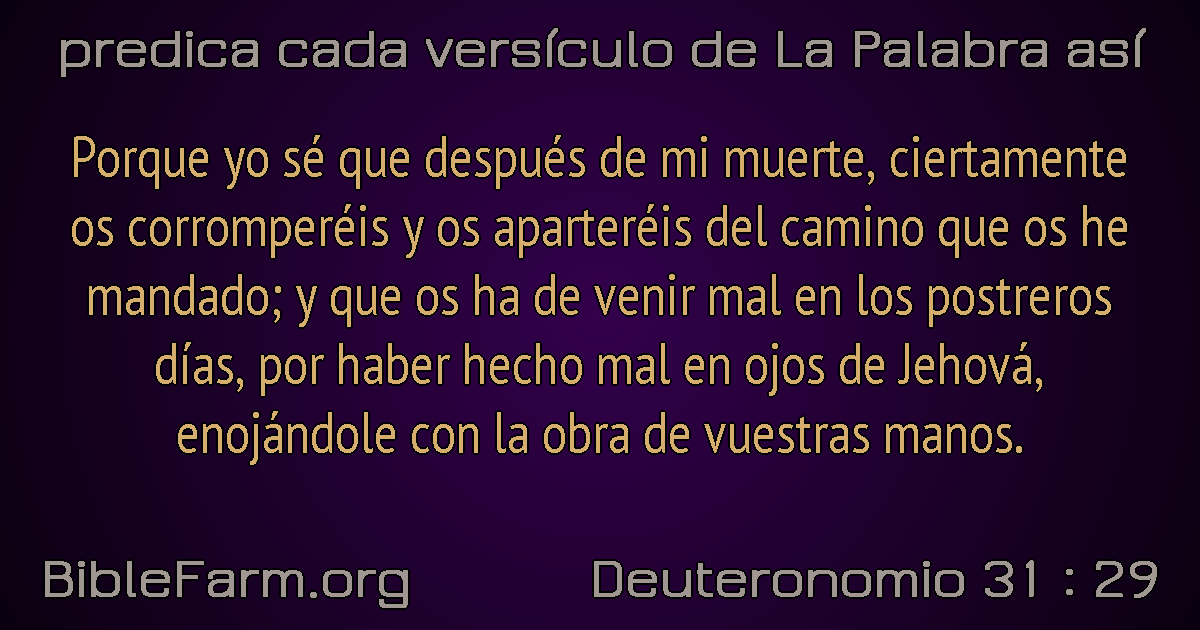 predica cada versículo de La Palabra así
Porque yo sé que después de mi muerte, ciertamente
os corromperéis y os aparteréis del camino que os he
mandado; y que os ha de venir mal en los postreros
días, por haber hecho mal en ojos de Jehová,
enojándole con la obra de vuestras manos.
BibleFarm.org
Deuteronomio 31 : 29